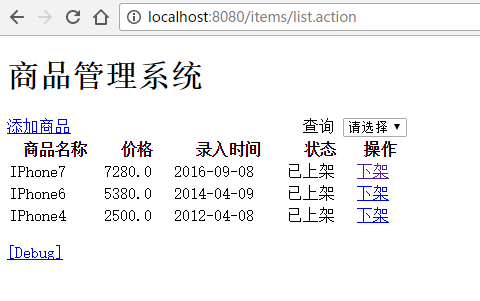 localhost:8080/items/list.action
商品管理系统
添加商品 查询 请选择
商品名称 价格 录入时间 状态 操作
IPhone7 7280.0 2016-09-08 已上架 下架
IPhone6 5380.0 2014-04-09 已上架 下架
IPhone4 2500.0 2012-04-08 已上架 下架
[Debug]